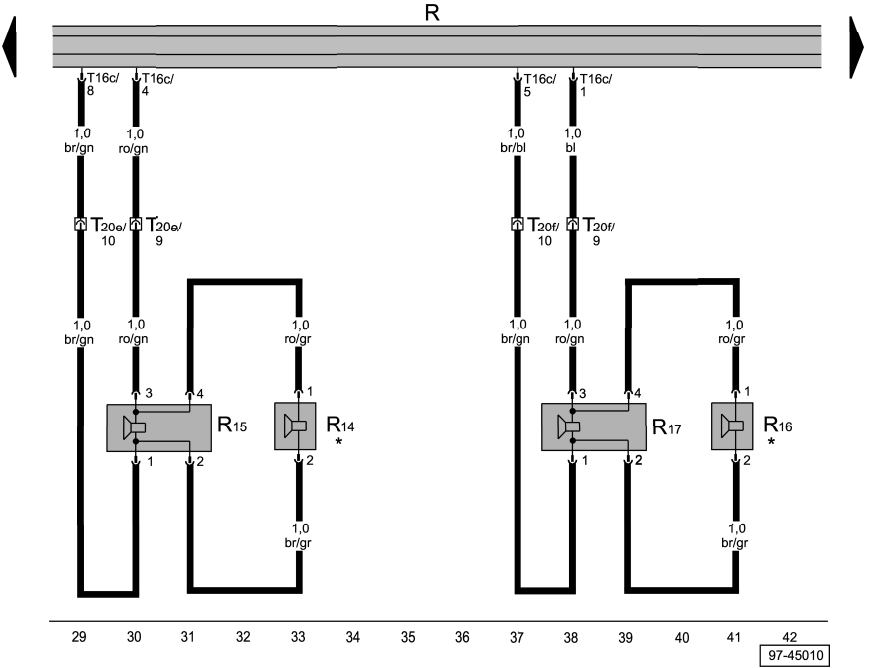 R
T16c/ T16c/ T16c/ T16c/
8 4 5 1
1,0 1,0 1,0 1,0
br/gn ro/gn br/bl bl
T20e/ T20e/ T20f/ T20f/
10 9 10 9
1,0 1,0 1,0 1,0 1,0 1,0
br/gn ro/gn ro/gr br/gn ro/gn ro/gr
3 4 1 3 4 1
R15 R14 R17 R16
* *
1 2 2 1 2 2
1,0 1,0
br/gr br/gr
29 30 31 32 33 34 35 36 37 38 39 40 41 42
97-45010